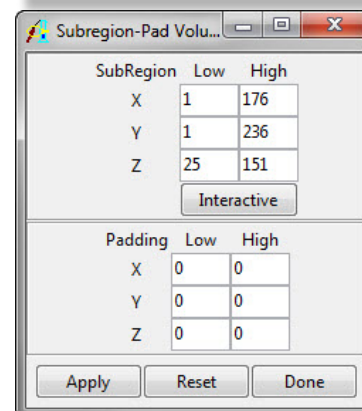 Subregion-Pad Volu...
SubRegion Low High
X 1 176
Y 1 236
Z 25 151
Interactive
Padding Low High
X 0 0
Y 0 0
Z 0 0
Apply Reset Done